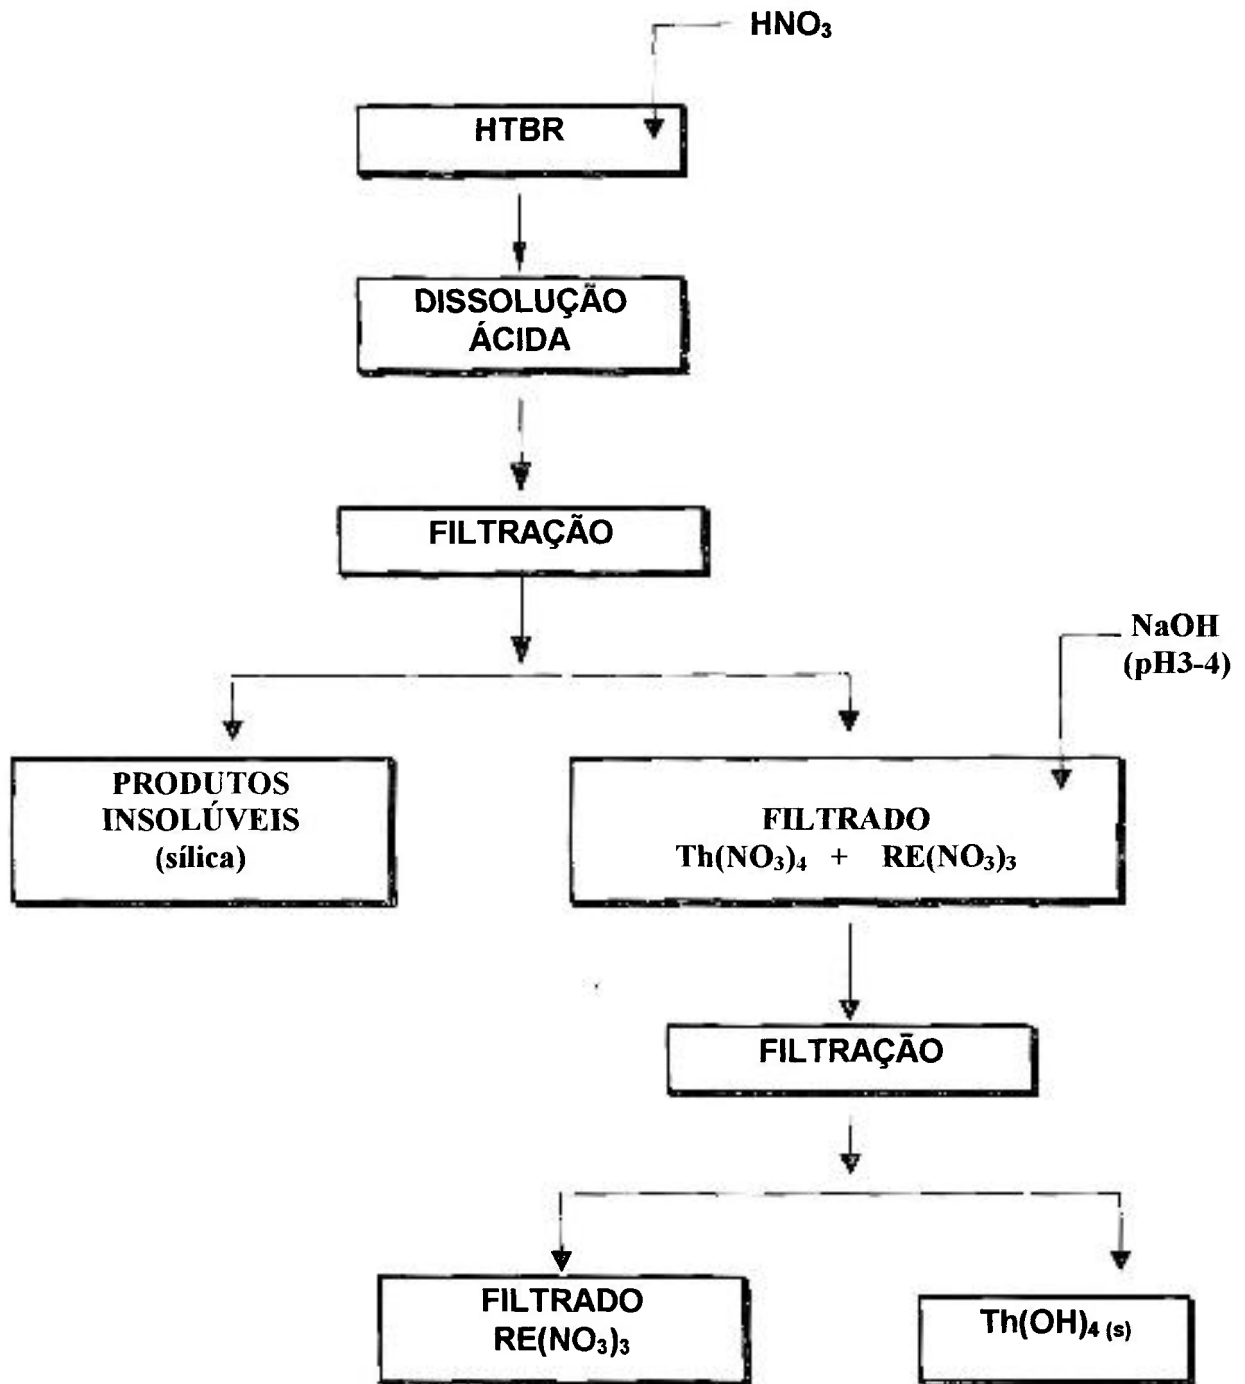 HNO₃
HTBR
DISSOLUÇÃO
ÁCIDA
FILTRAÇÃO
NaOH
(pH3-4)
PRODUTOS
INSOLÚVEIS
(sílica)
FILTRADO
Th(NO₃)₄ + RE(NO₃)₃
FILTRAÇÃO
FILTRADO
RE(NO₃)₃
Th(OH)₄ (s)